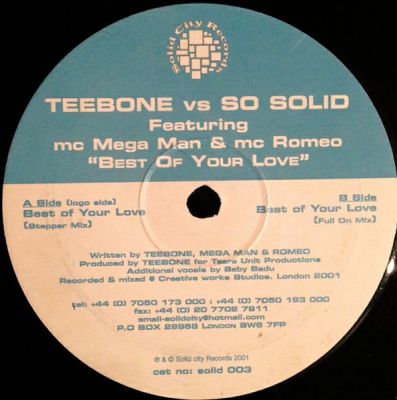 Solid City Records
TEEBONE vs SO SOLID
Featuring
mc Mega Man & mc Romeo
"BEST OF YOUR LOVE"
A Side (logo side)
Best of Your Love
(Stepper Mix)
B Side
Best of Your Love
(Full On Mix)
Written by TEEBONE, MEGA MAN & ROMEO
Produced by TEEBONE for Teara Unit Productions
Additional vocals by Baby Badu
Recorded & mixed @ Creative works Studios. London 2001
tel: +44 (0) 7050 173 000 : +44 (0) 7050 193 000
fax: +44 (0) 20 7702 7911
email-solidcity@hotmail.com
P.O BOX 29958 LONDON SW8 7FP
℗ & © Solid city Records 2001
cat no: solid 003